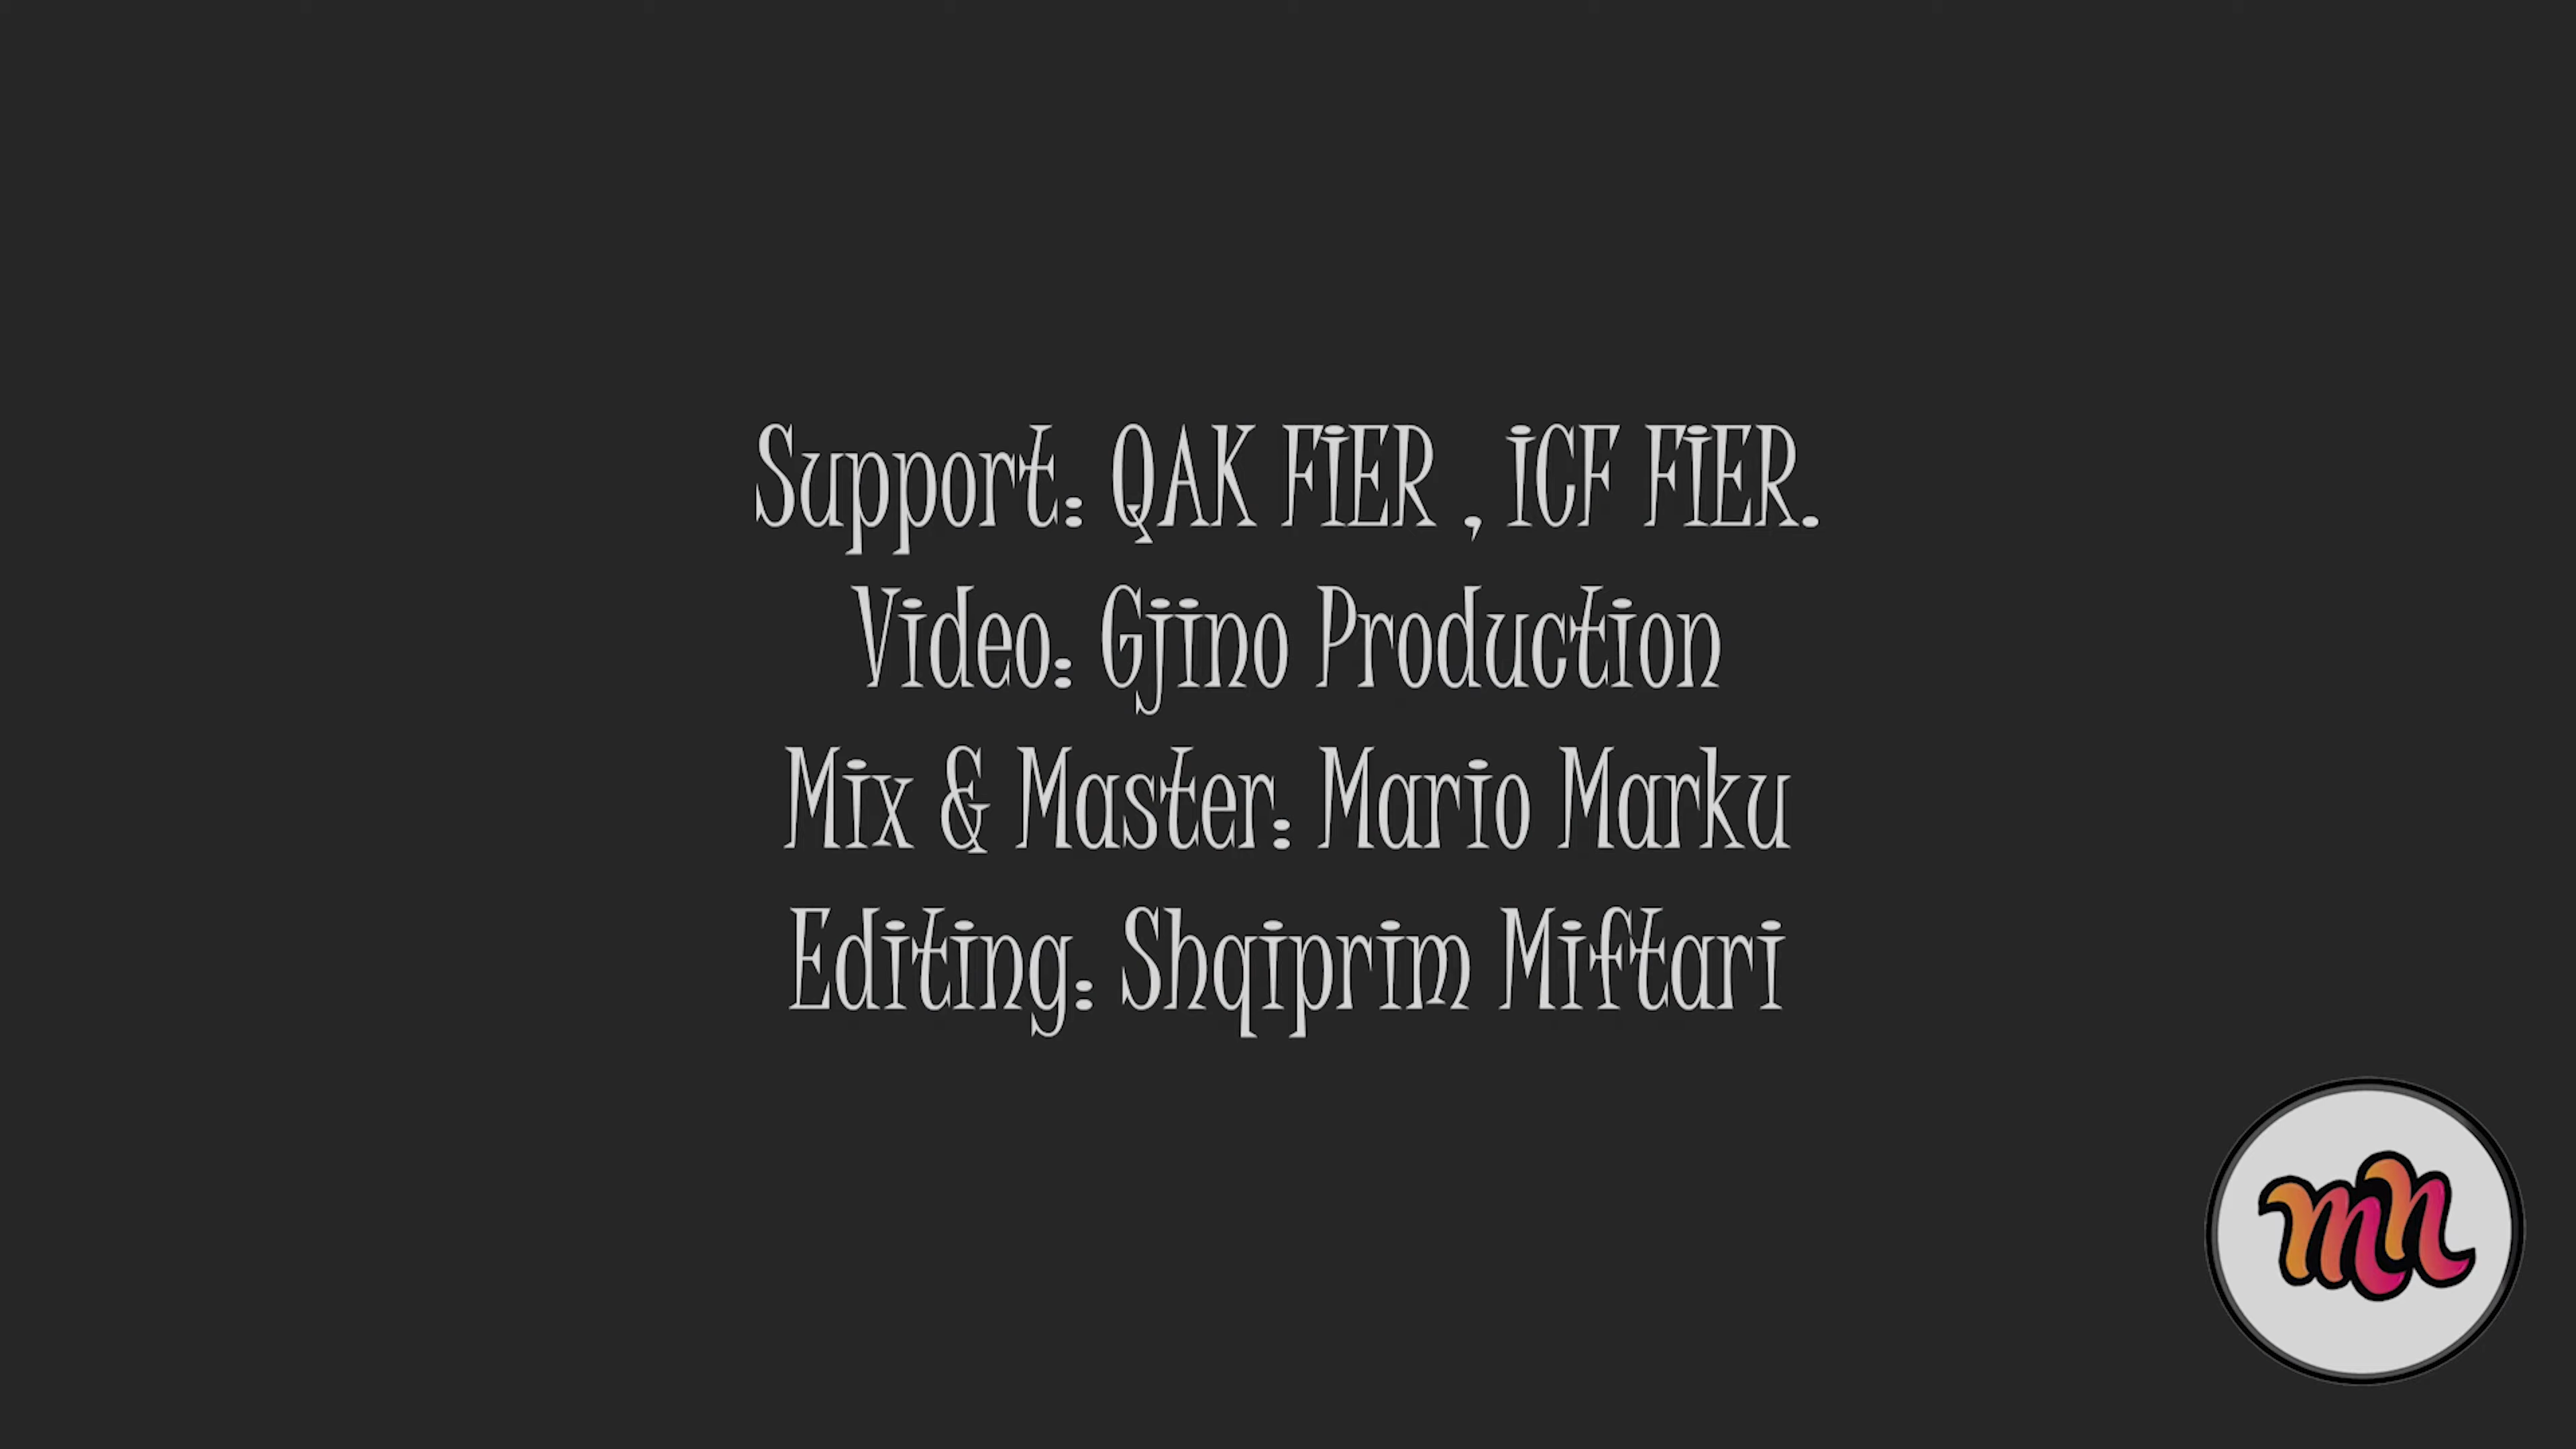 Support: QAK FIER , ICF FIER.
Video: Gjino Production
Mix & Master: Mario Marku
Editing: Shqiprim Miftari
mn